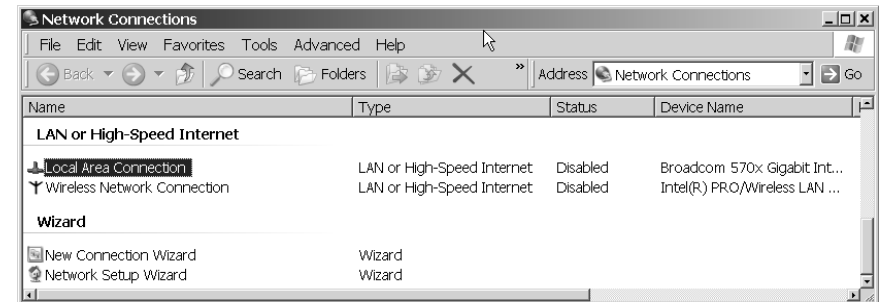 Network Connections
File Edit View Favorites Tools Advanced Help
Back Search Folders » Address Network Connections Go
Name Type Status Device Name
LAN or High-Speed Internet
Local Area Connection LAN or High-Speed Internet Disabled Broadcom 570x Gigabit Int...
Wireless Network Connection LAN or High-Speed Internet Disabled Intel(R) PRO/Wireless LAN ...
Wizard
New Connection Wizard Wizard
Network Setup Wizard Wizard